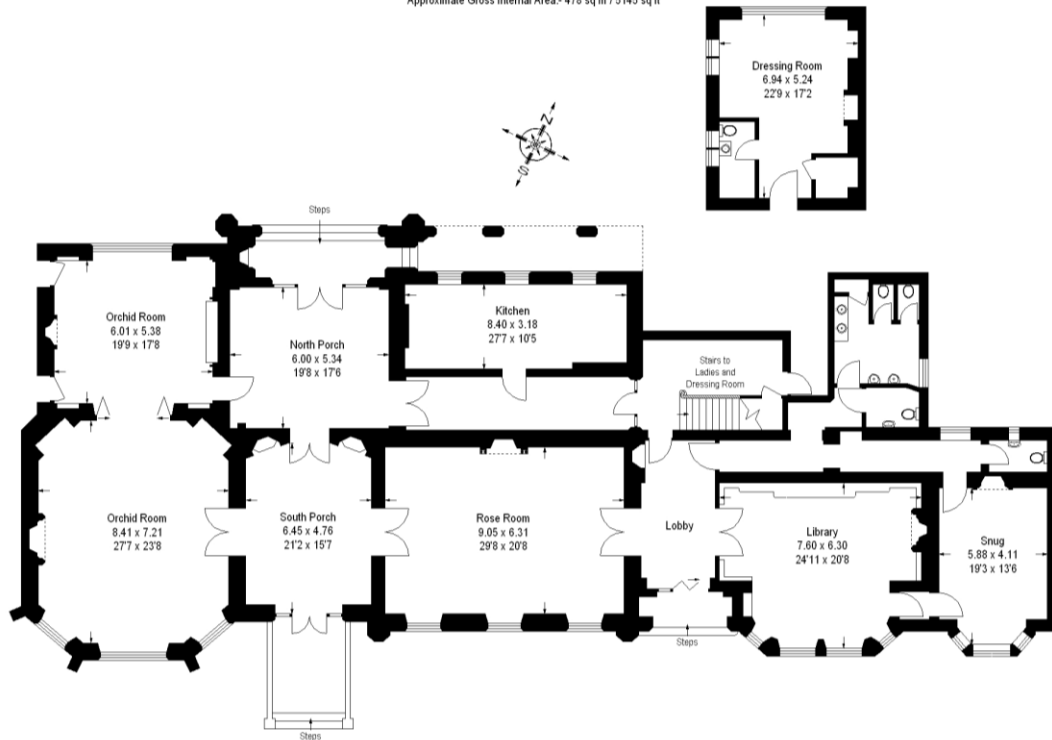 Approximate Gross Internal Area:- 478 sq m / 5145 sq ft
Dressing Room
6.94 x 5.24
22'9 x 17'2
N
S
Steps
Orchid Room
6.01 x 5.38
19'9 x 17'8
North Porch
6.00 x 5.34
19'8 x 17'6
Kitchen
8.40 x 3.18
27'7 x 10'5
Stairs to
Ladies and
Dressing Room
Orchid Room
8.41 x 7.21
27'7 x 23'8
South Porch
6.45 x 4.76
21'2 x 15'7
Rose Room
9.05 x 6.31
29'8 x 20'8
Lobby
Library
7.60 x 6.30
24'11 x 20'8
Snug
5.88 x 4.11
19'3 x 13'6
Steps
Steps